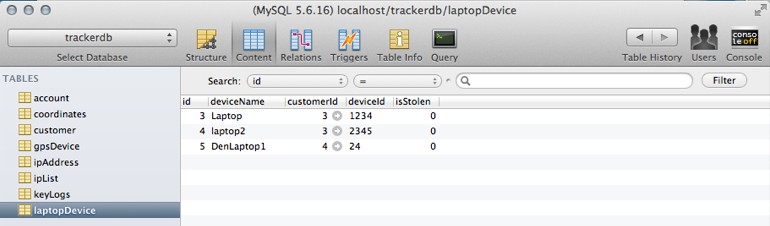 (MySQL 5.6.16) localhost/trackerdb/laptopDevice
trackerdb
Select Database Structure Content Relations Triggers Table Info Query Table History Users Console
console off
TABLES
account
coordinates
customer
gpsDevice
ipAddress
ipList
keyLogs
laptopDevice
Search: id = Filter
id deviceName customerId deviceId isStolen
3 Laptop 3 1234 0
4 laptop2 3 2345 0
5 DenLaptop1 4 24 0